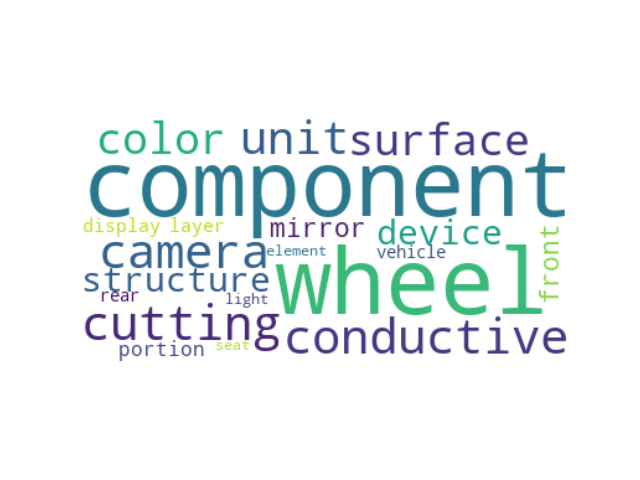 color unit surface
component
display layer mirror device
camera element vehicle
structure wheel front
rear light
cutting conductive
portion seat